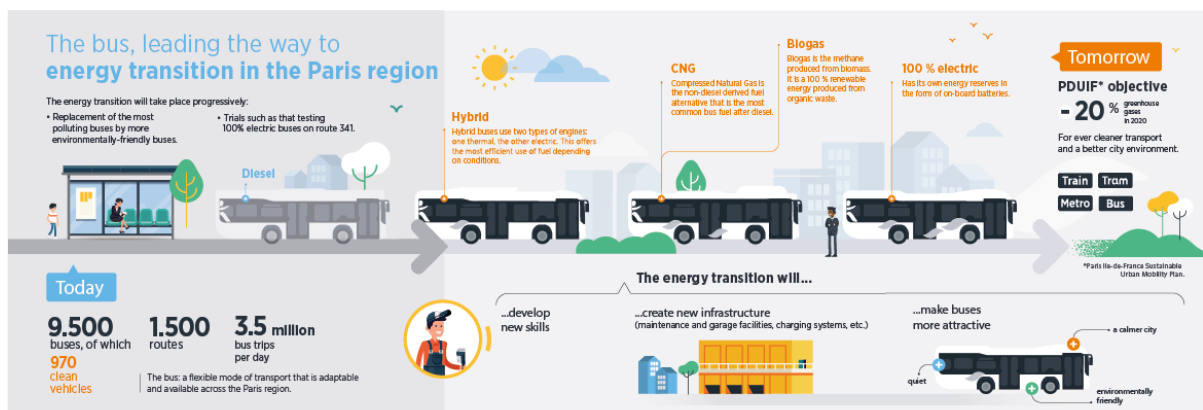 The bus, leading the way to
energy transition in the Paris region
The energy transition will take place progressively:
• Replacement of the most
polluting buses by more
environmentally-friendly buses.
• Trials such as that testing
100% electric buses on route 341.
Diesel
Hybrid
Hybrid buses use two types of engines:
one thermal, the other electric. This offers
the most efficient use of fuel depending
on conditions.
CNG
Compressed Natural Gas is
the non-diesel derived fuel
alternative that is the most
common bus fuel after diesel.
Biogas
Biogas is the methane
produced from biomass.
It is a 100 % renewable
energy produced from
organic waste.
100 % electric
Has its own energy reserves in
the form of on-board batteries.
Tomorrow
PDUIF* objective
- 20 % greenhouse
gases
in 2020
For ever cleaner transport
and a better city environment.
Train Tram
Metro Bus
*Paris Ile-de-France Sustainable
Urban Mobility Plan.
Today
9.500
buses, of which
970
clean
vehicles
1.500
routes
3.5 million
bus trips
per day
The bus: a flexible mode of transport that is adaptable
and available across the Paris region.
The energy transition will...
...develop
new skills
...create new infrastructure
(maintenance and garage facilities, charging systems, etc.)
...make buses
more attractive
a calmer city
quiet
environmentally
friendly